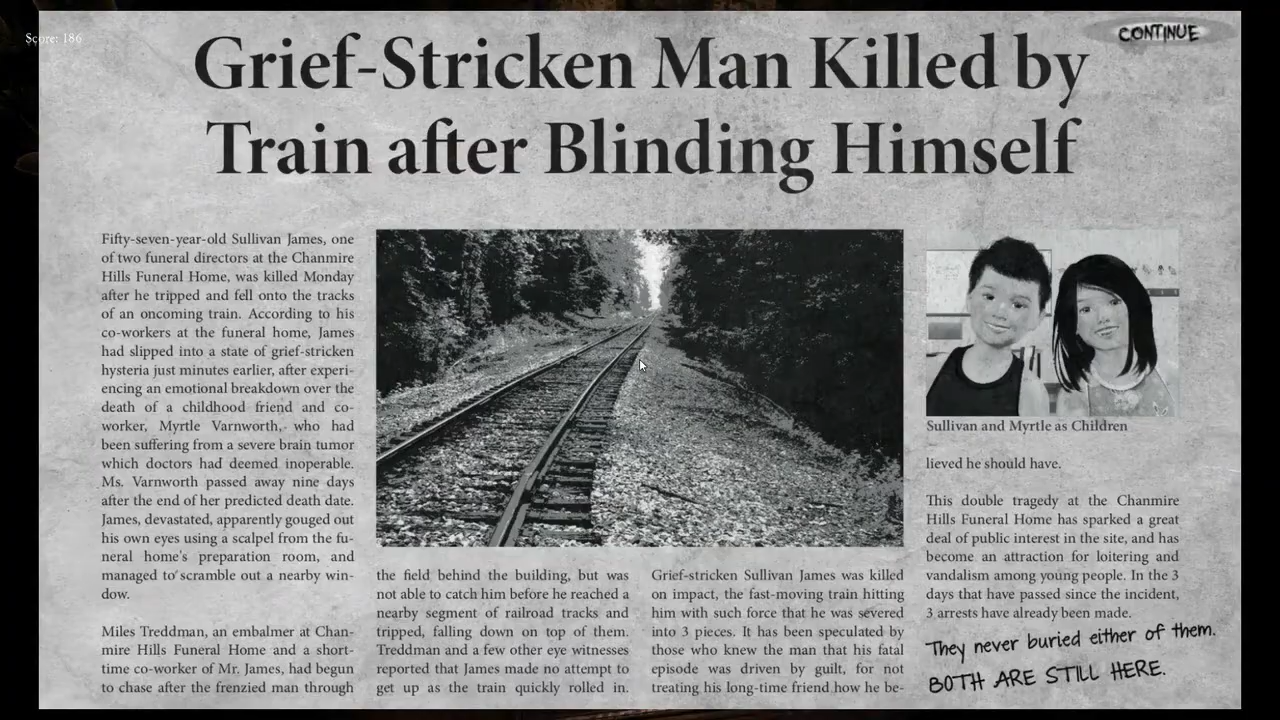 Score: 186
CONTINUE
Grief-Stricken Man Killed by
Train after Blinding Himself
Fifty-seven-year-old Sullivan James, one
of two funeral directors at the Chanmire
Hills Funeral Home, was killed Monday
after he tripped and fell onto the tracks
of an oncoming train. According to his
co-workers at the funeral home, James
had slipped into a state of grief-stricken
hysteria just minutes earlier, after experi-
encing an emotional breakdown over the
death of a childhood friend and co-
worker, Myrtle Varnworth, who had
been suffering from a severe brain tumor
which doctors had deemed inoperable.
Ms. Varnworth passed away nine days
after the end of her predicted death date.
James, devastated, apparently gouged out
his own eyes using a scalpel from the fu-
neral home's preparation room, and
managed to scramble out a nearby win-
dow.
Miles Treddman, an embalmer at Chan-
mire Hills Funeral Home and a short-
time co-worker of Mr. James, had begun
to chase after the frenzied man through
the field behind the building, but was
not able to catch him before he reached a
nearby segment of railroad tracks and
tripped, falling down on top of them.
Treddman and a few other eye witnesses
reported that James made no attempt to
get up as the train quickly rolled in.
Grief-stricken Sullivan James was killed
on impact, the fast-moving train hitting
him with such force that he was severed
into 3 pieces. It has been speculated by
those who knew the man that his fatal
episode was driven by guilt, for not
treating his long-time friend how he be-
Sullivan and Myrtle as Children
lieved he should have.
This double tragedy at the Chanmire
Hills Funeral Home has sparked a great
deal of public interest in the site, and has
become an attraction for loitering and
vandalism among young people. In the 3
days that have passed since the incident,
3 arrests have already been made.
They never buried either of them.
BOTH ARE STILL HERE.